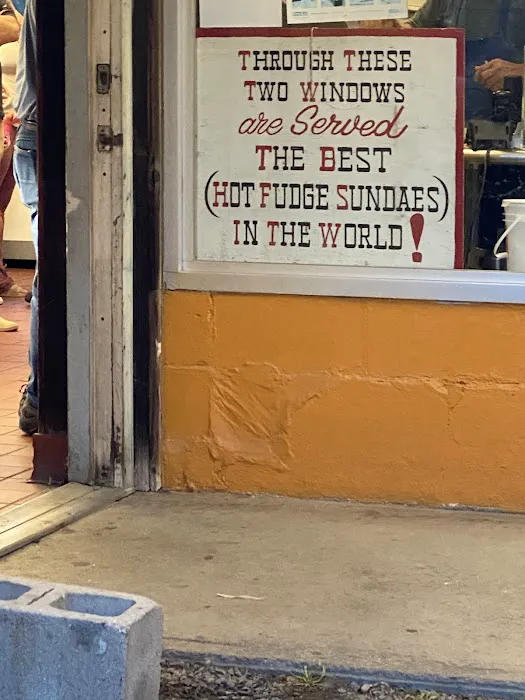 THROUGH THESE
TWO WINDOWS
are Served
THE BEST
(HOT FUDGE SUNDAES)
IN THE WORLD!